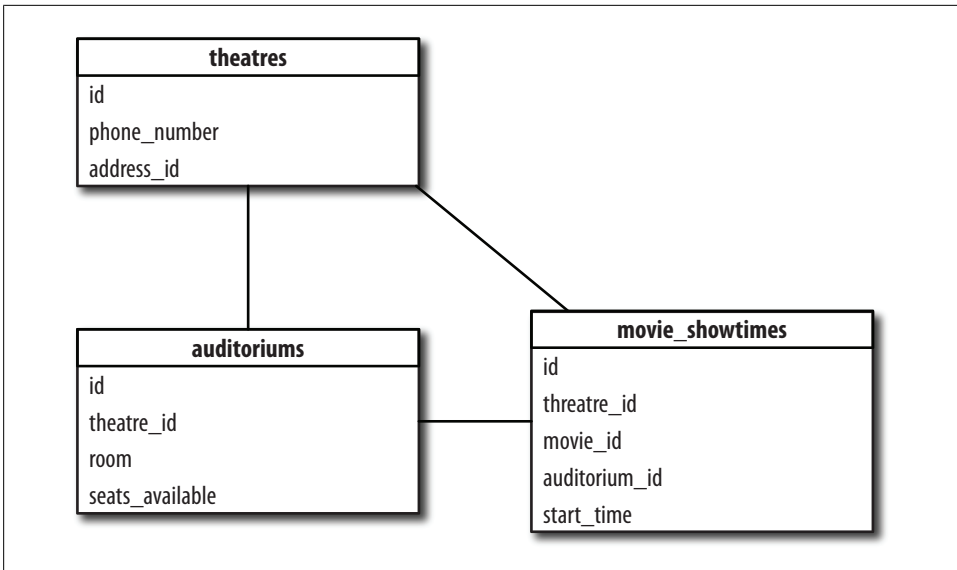 theatres
id
phone_number
address_id
auditoriums
id
theatre_id
room
seats_available
movie_showtimes
id
threatre_id
movie_id
auditorium_id
start_time